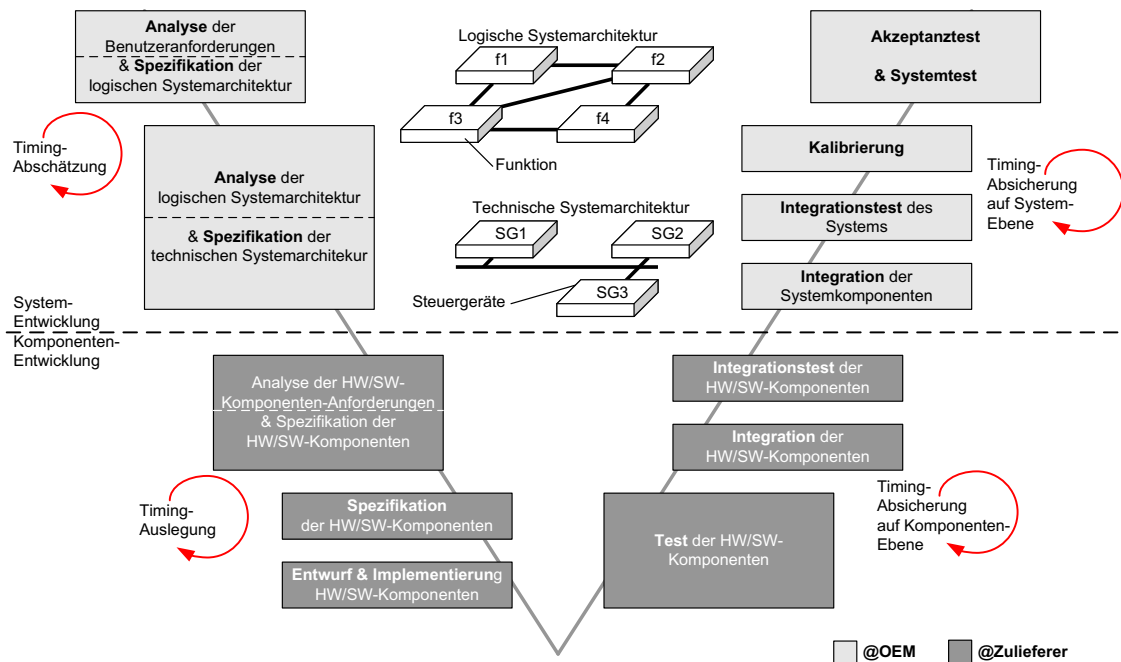 Analyse der
Benutzeranforderungen
& Spezifikation der
logischen Systemarchitektur
Timing-
Abschätzung
Analyse der
logischen Systemarchitektur
& Spezifikation der
technischen Systemarchitekur
Logische Systemarchitektur
f1
f2
f3
f4
Funktion
Technische Systemarchitektur
SG1
SG2
SG3
Steuergeräte
Akzeptanztest
& Systemtest
Kalibrierung
Integrationstest des
Systems
Integration der
Systemkomponenten
Timing-
Absicherung
auf System-
Ebene
System-
Entwicklung
Komponenten-
Entwicklung
Analyse der HW/SW-
Komponenten-Anforderungen
& Spezifikation der
HW/SW-Komponenten
Timing-
Auslegung
Spezifikation
der HW/SW-Komponenten
Entwurf & Implementierung
HW/SW-Komponenten
Integrationstest der
HW/SW-Komponenten
Integration der
HW/SW-Komponenten
Test der HW/SW-
Komponenten
Timing-
Absicherung
auf Komponenten-
Ebene
@OEM
@Zulieferer